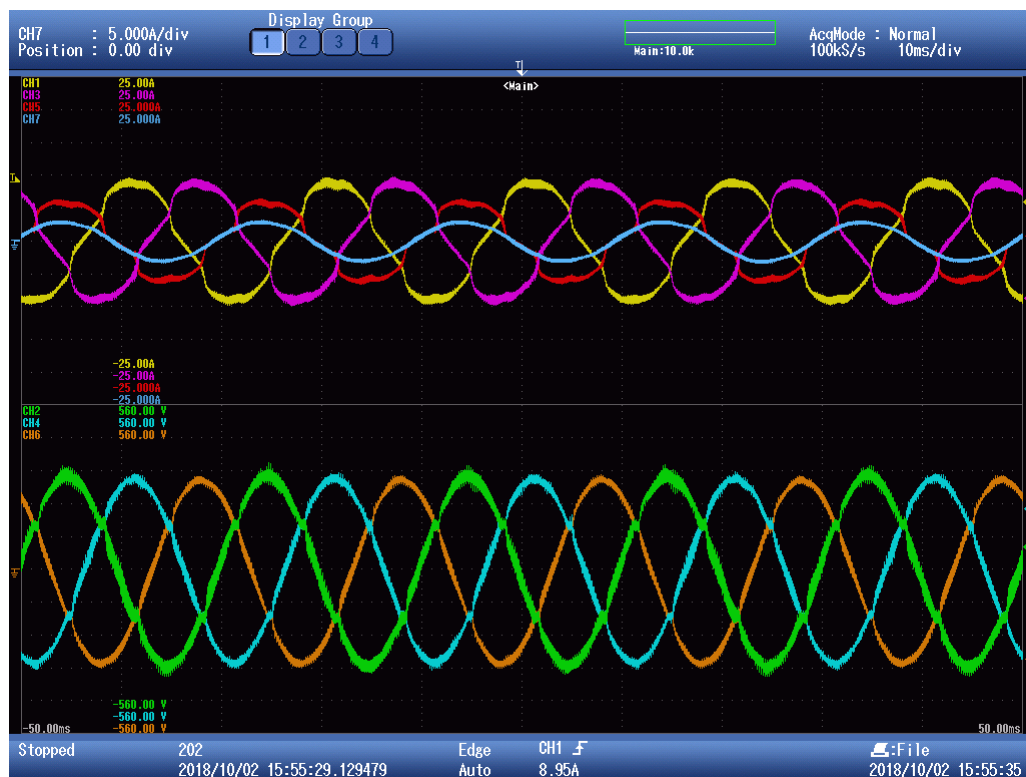 CH7 : 5.000A/div
Position : 0.00 div
Display Group
1 2 3 4
Main:10.0k
AcqMode : Normal
100kS/s 10ms/div
T
<Main>
CH1 25.00A
CH3 25.00A
CH5 25.000A
CH7 25.000A
T
-25.00A
-25.00A
-25.000A
-25.000A
CH2 560.00 V
CH4 560.00 V
CH6 560.00 V
-560.00 V
-560.00 V
-560.00 V
-50.00ms
50.00ms
Stopped 202 Edge CH1 :File
2018/10/02 15:55:29.129479 Auto 8.95A 2018/10/02 15:55:35